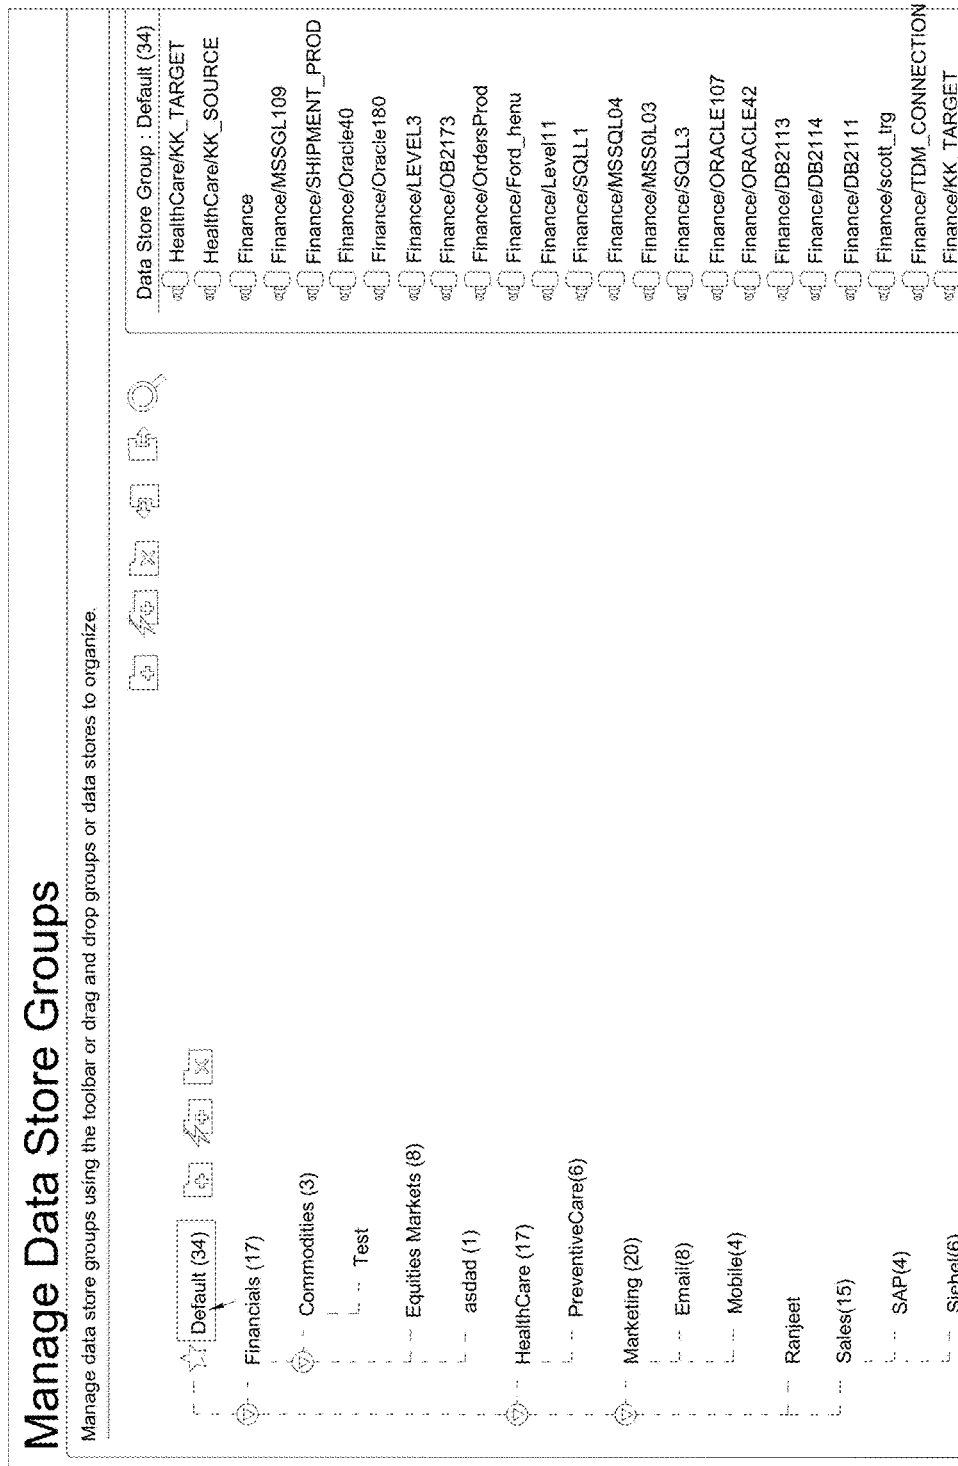 Manage Data Store Groups
Manage data store groups using the toolbar or drag and drop groups or data stores to organize.
Default (34)
Financials (17)
Commodities (3)
Test
Equities Markets (8)
asdad (1)
HealthCare (17)
PreventiveCare(6)
Marketing (20)
Email(8)
Mobile(4)
Ranjeet
Sales(15)
SAP(4)
Siebel(6)
Data Store Group : Default (34)
HealthCare/KK_TARGET
HealthCare/KK_SOURCE
Finance
Finance/MSSGL109
Finance/SHIPMENT_PROD
Finance/Oracle40
Finance/Oracle180
Finance/LEVEL3
Finance/OB2173
Finance/OrdersProd
Finance/Ford_henu
Finance/Level11
Finance/SQLL1
Finance/MSSQL04
Finance/MSS0L03
Finance/SQLL3
Finance/ORACLE107
Finance/ORACLE42
Finance/DB2113
Finance/DB2114
Finance/DB2111
Finance/scott_trg
Finance/TDM_CONNECTION
Finance/KK_TARGET